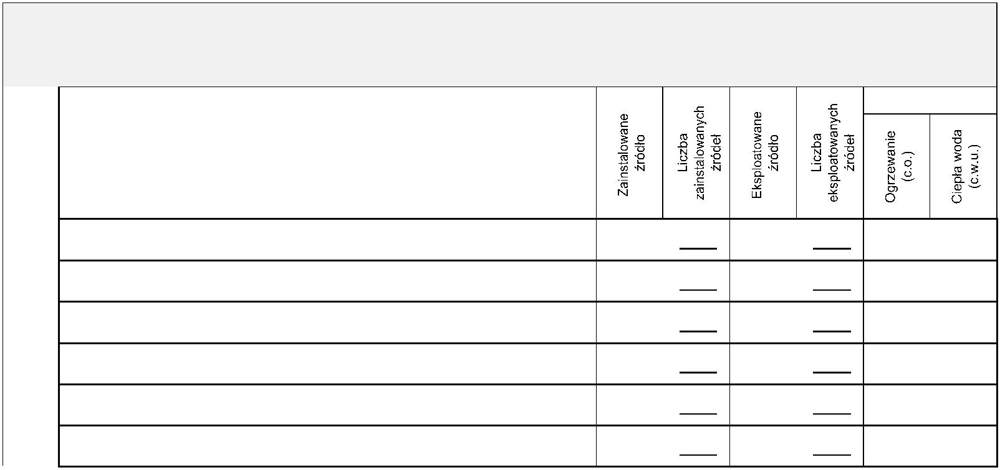 Zainstalowane
źródło
Liczba
zainstalowanych
źródeł
Eksploatowane
źródło
Liczba
eksploatowanych
źródeł
Ogrzewanie
(c.o.)
Ciepła woda
(c.w.u.)